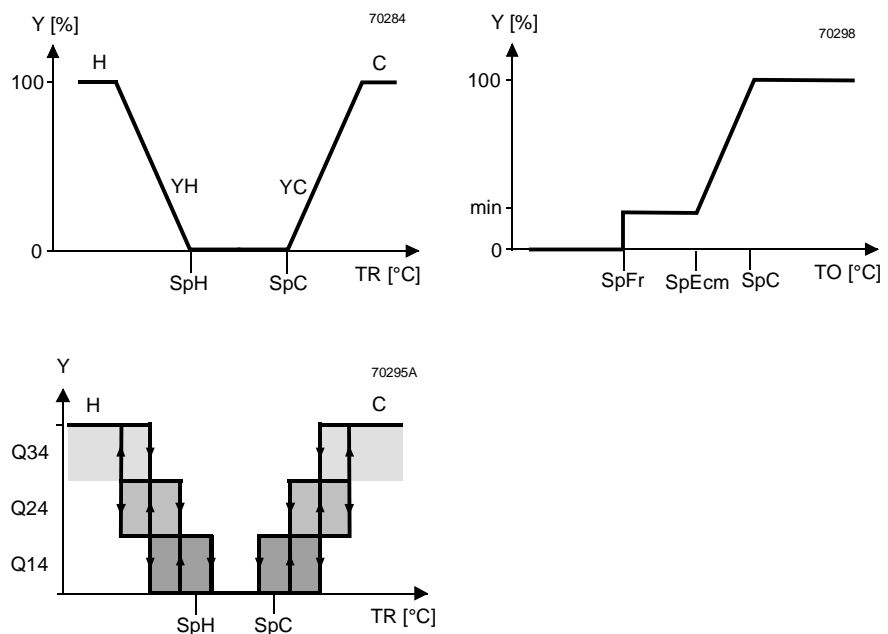 Y [%]
70284
H
C
100
YH
YC
0
SpH
SpC
TR [°C]
Y [%]
70298
100
min
0
SpFr
SpEcm
SpC
TO [°C]
Y
70295A
H
C
Q34
Q24
Q14
SpH
SpC
TR [°C]